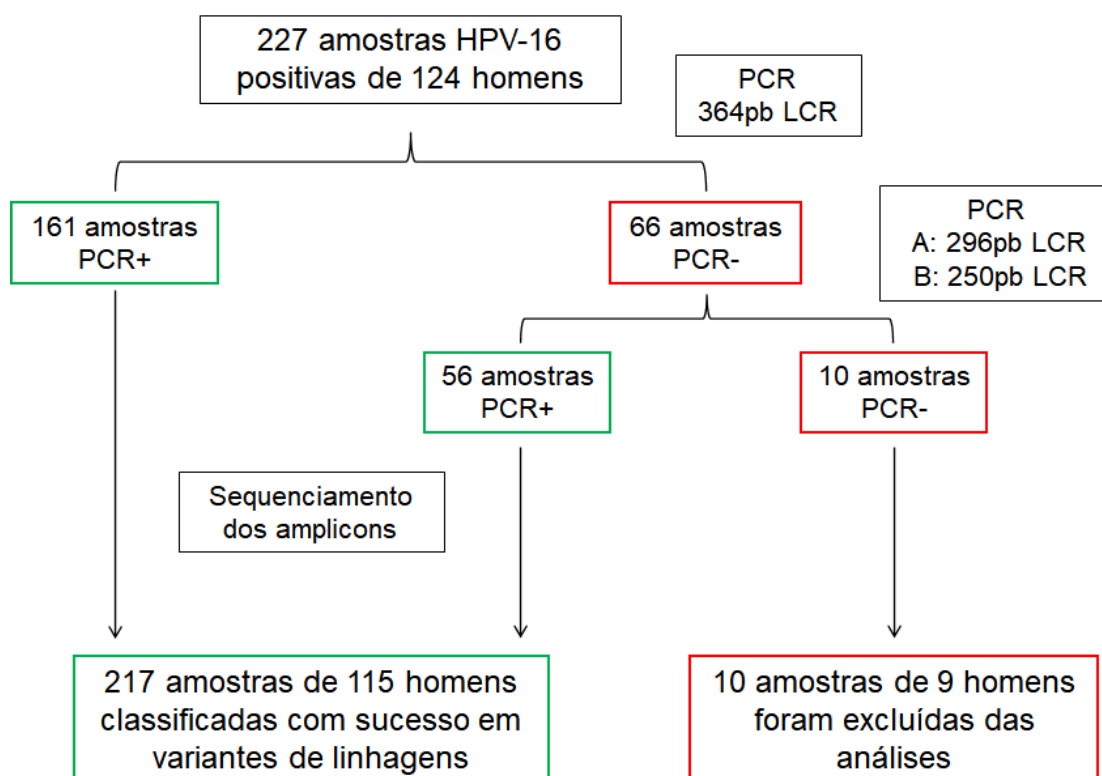 227 amostras HPV-16
positivas de 124 homens
PCR
364pb LCR
161 amostras
PCR+
66 amostras
PCR-
PCR
A: 296pb LCR
B: 250pb LCR
56 amostras
PCR+
10 amostras
PCR-
Sequenciamento
dos amplicons
217 amostras de 115 homens
classificadas com sucesso em
variantes de linhagens
10 amostras de 9 homens
foram excluídas das
análises